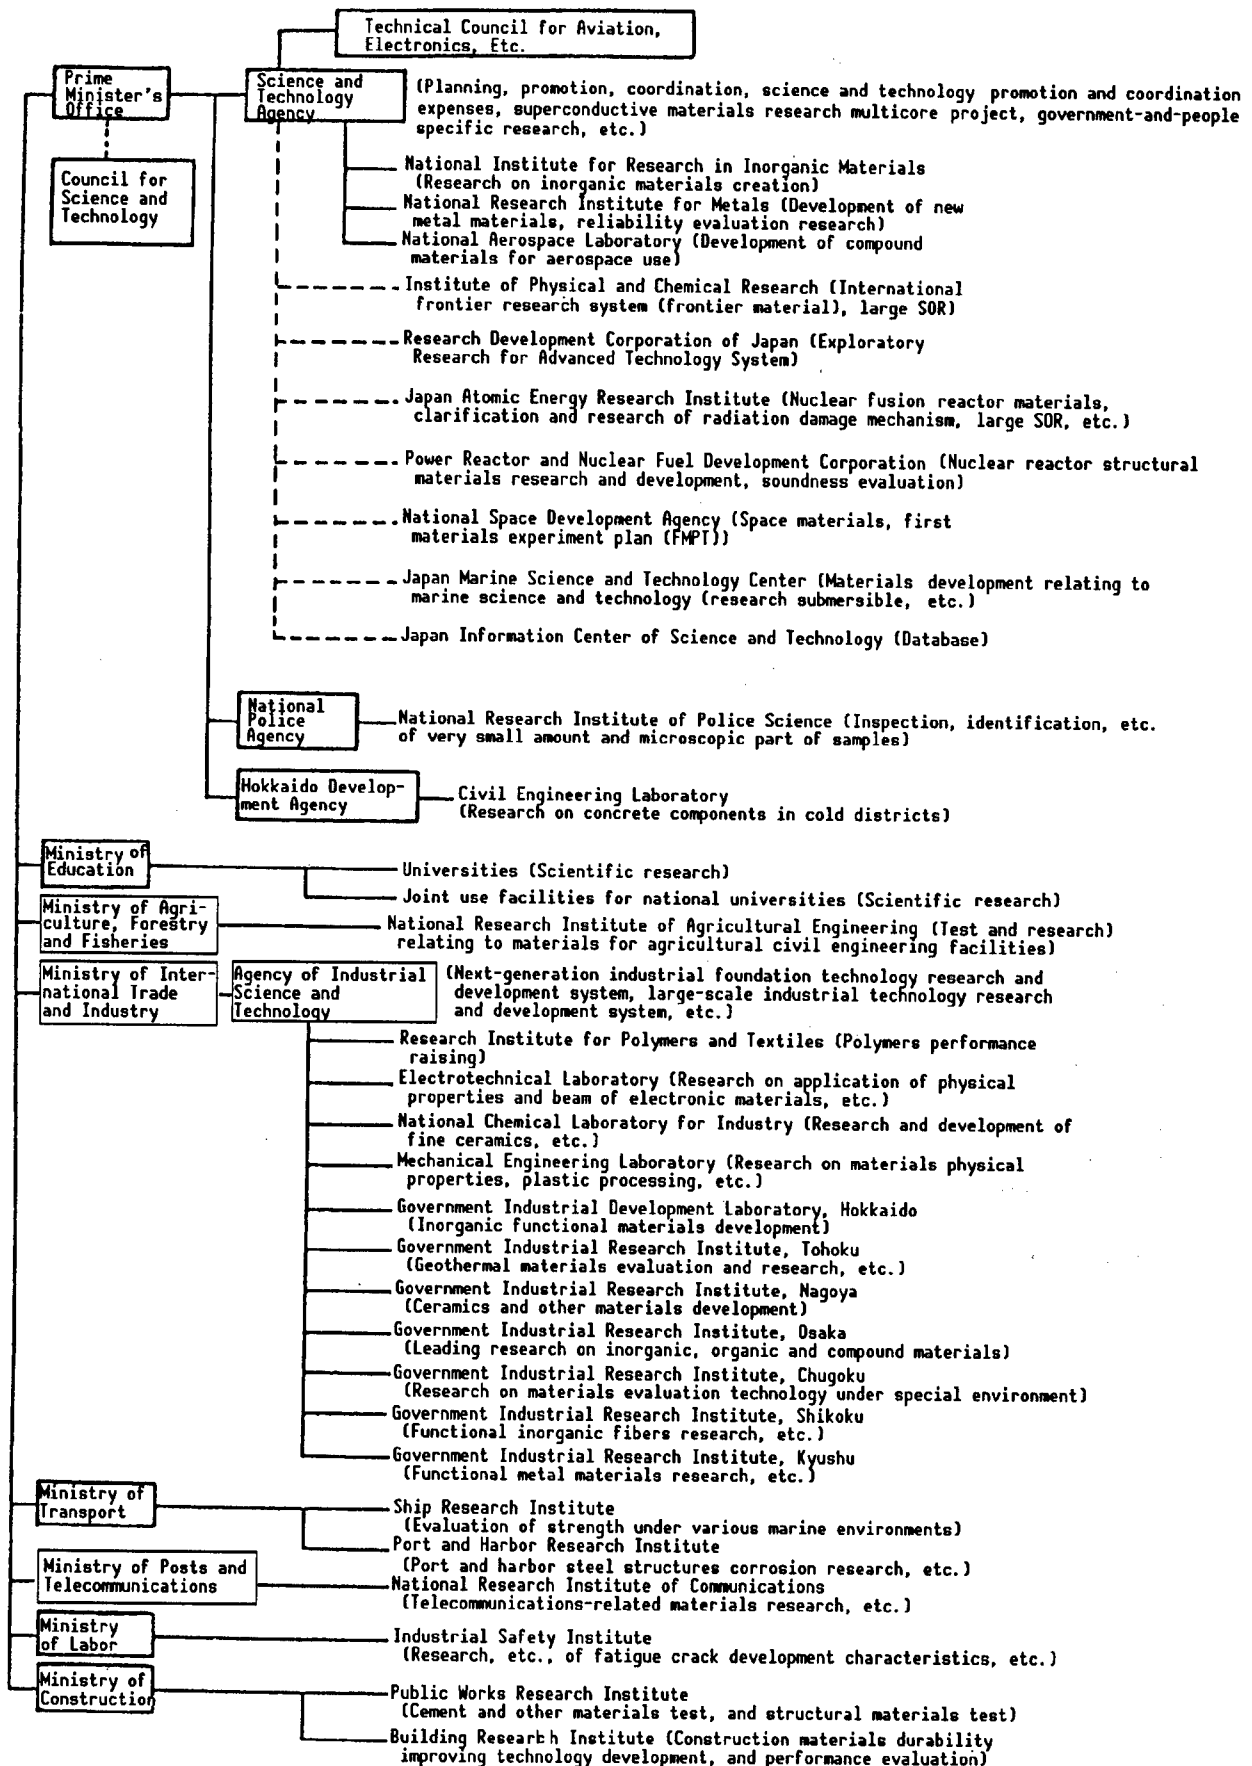 Technical Council for Aviation,
Electronics, Etc.
Prime
Minister's
Office
Science and
Technology
Agency
(Planning, promotion, coordination, science and technology promotion and coordination
expenses, superconductive materials research multicore project, government-and-people
specific research, etc.)
Council for
Science and
Technology
National Institute for Research in Inorganic Materials
(Research on inorganic materials creation)
National Research Institute for Metals (Development of new
metal materials, reliability evaluation research)
National Aerospace Laboratory (Development of compound
materials for aerospace use)
Institute of Physical and Chemical Research (International
frontier research system (frontier material), large SOR)
Research Development Corporation of Japan (Exploratory
Research for Advanced Technology System)
Japan Atomic Energy Research Institute (Nuclear fusion reactor materials,
clarification and research of radiation damage mechanism, large SOR, etc.)
Power Reactor and Nuclear Fuel Development Corporation (Nuclear reactor structural
materials research and development, soundness evaluation)
National Space Development Agency (Space materials, first
materials experiment plan (FMPT))
Japan Marine Science and Technology Center (Materials development relating to
marine science and technology (research submersible, etc.)
Japan Information Center of Science and Technology (Database)
National
Police
Agency
National Research Institute of Police Science (Inspection, identification, etc.
of very small amount and microscopic part of samples)
Hokkaido Develop-
ment Agency
Civil Engineering Laboratory
(Research on concrete components in cold districts)
Ministry of
Education
Universities (Scientific research)
Joint use facilities for national universities (Scientific research)
Ministry of Agri-
culture, Forestry
and Fisheries
National Research Institute of Agricultural Engineering (Test and research)
relating to materials for agricultural civil engineering facilities)
Ministry of Inter-
national Trade
and Industry
Agency of Industrial
Science and
Technology
(Next-generation industrial foundation technology research and
development system, large-scale industrial technology research
and development system, etc.)
Research Institute for Polymers and Textiles (Polymers performance
raising)
Electrotechnical Laboratory (Research on application of physical
properties and beam of electronic materials, etc.)
National Chemical Laboratory for Industry (Research and development of
fine ceramics, etc.)
Mechanical Engineering Laboratory (Research on materials physical
properties, plastic processing, etc.)
Government Industrial Development Laboratory, Hokkaido
(Inorganic functional materials development)
Government Industrial Research Institute, Tohoku
(Geothermal materials evaluation and research, etc.)
Government Industrial Research Institute, Nagoya
(Ceramics and other materials development)
Government Industrial Research Institute, Osaka
(Leading research on inorganic, organic and compound materials)
Government Industrial Research Institute, Chugoku
(Research on materials evaluation technology under special environment)
Government Industrial Research Institute, Shikoku
(Functional inorganic fibers research, etc.)
Government Industrial Research Institute, Kyushu
(Functional metal materials research, etc.)
Ministry of
Transport
Ship Research Institute
(Evaluation of strength under various marine environments)
Port and Harbor Research Institute
(Port and harbor steel structures corrosion research, etc.)
Ministry of Posts and
Telecommunications
National Research Institute of Communications
(Telecommunications-related materials research, etc.)
Ministry
of Labor
Industrial Safety Institute
(Research, etc., of fatigue crack development characteristics, etc.)
Ministry of
Construction
Public Works Research Institute
(Cement and other materials test, and structural materials test)
Building Research Institute (Construction materials durability
improving technology development, and performance evaluation)